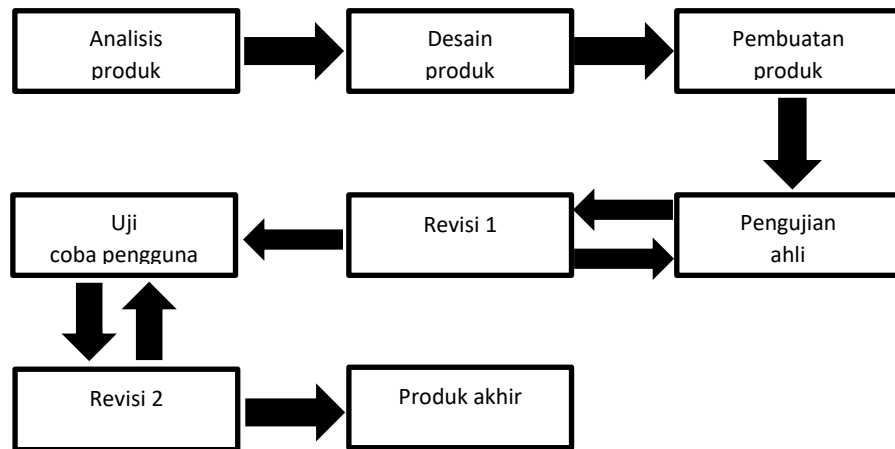 Analisis
produk
Desain
produk
Pembuatan
produk
Uji
coba pengguna
Revisi 1
Pengujian
ahli
Revisi 2
Produk akhir